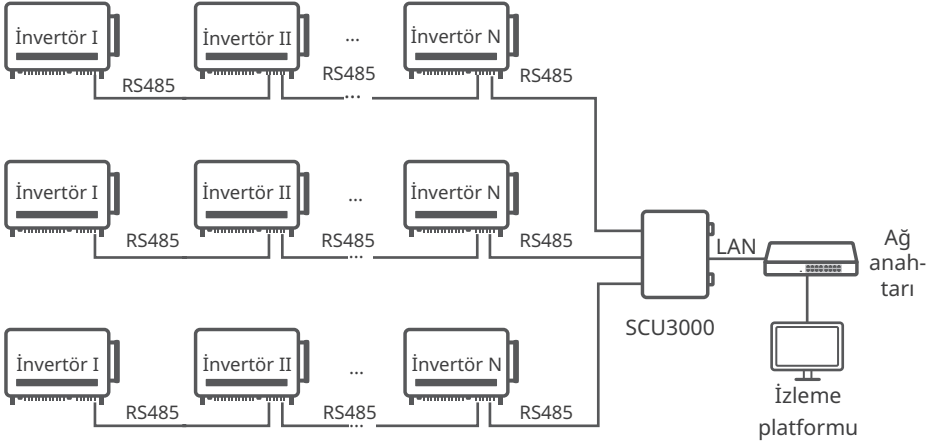 İnvertör I
İnvertör II
...
İnvertör N
RS485
RS485
RS485
...
İnvertör I
İnvertör II
...
İnvertör N
RS485
RS485
RS485
...
LAN
Ağ
anah-
tarı
SCU3000
İnvertör I
İnvertör II
...
İnvertör N
İzleme
platformu
RS485
RS485
RS485
...